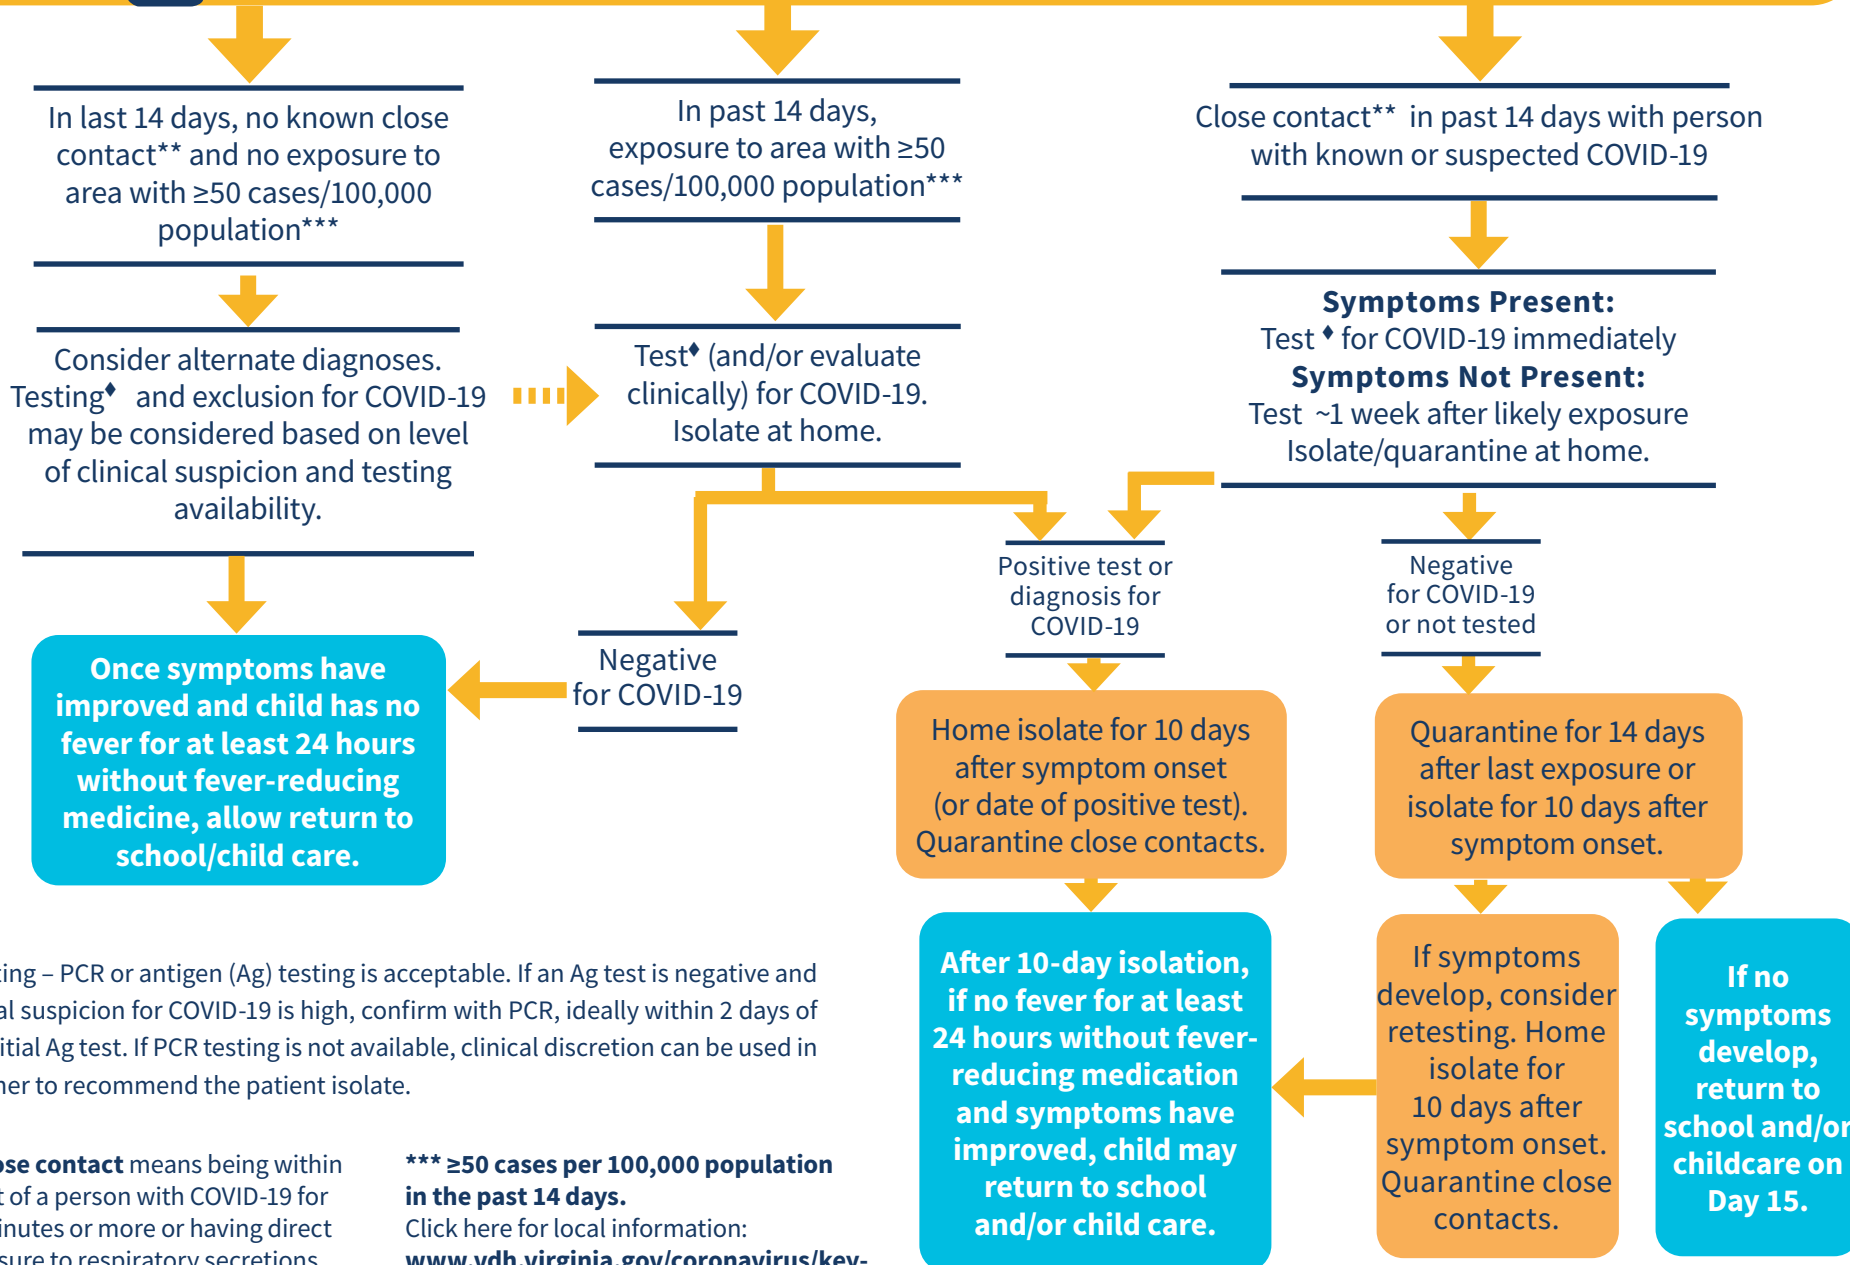 In last 14 days, no known close
contact** and no exposure to
area with ≥50 cases/100,000
population***
In past 14 days,
exposure to area with ≥50
cases/100,000 population***
Close contact** in past 14 days with person
with known or suspected COVID-19
Consider alternate diagnoses.
Testing♦ and exclusion for COVID-19
may be considered based on level
of clinical suspicion and testing
availability.
Test♦ (and/or evaluate
clinically) for COVID-19.
Isolate at home.
Symptoms Present:
Test ♦ for COVID-19 immediately
Symptoms Not Present:
Test ~1 week after likely exposure
Isolate/quarantine at home.
Positive test or
diagnosis for
COVID-19
Negative
for COVID-19
or not tested
Once symptoms have
improved and child has no
fever for at least 24 hours
without fever-reducing
medicine, allow return to
school/child care.
Negative
for COVID-19
Home isolate for 10 days
after symptom onset
(or date of positive test).
Quarantine close contacts.
Quarantine for 14 days
after last exposure or
isolate for 10 days after
symptom onset.
After 10-day isolation,
if no fever for at least
24 hours without fever-
reducing medication
and symptoms have
improved, child may
return to school
and/or child care.
If symptoms
develop, consider
retesting. Home
isolate for
10 days after
symptom onset.
Quarantine close
contacts.
If no
symptoms
develop,
return to
school and/or
childcare on
Day 15.
ting – PCR or antigen (Ag) testing is acceptable. If an Ag test is negative and
al suspicion for COVID-19 is high, confirm with PCR, ideally within 2 days of
itial Ag test. If PCR testing is not available, clinical discretion can be used in
ner to recommend the patient isolate.
ose contact means being within
t of a person with COVID-19 for
inutes or more or having direct
sure to respiratory secretions
*** ≥50 cases per 100,000 population
in the past 14 days.
Click here for local information:
www.vdh.virginia.gov/coronavirus/key-